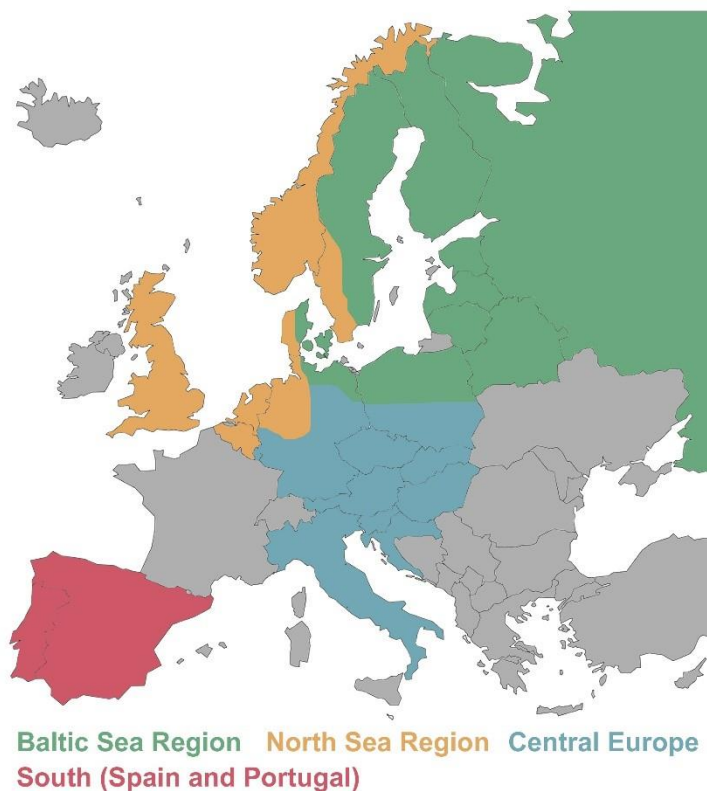 Baltic Sea Region North Sea Region Central Europe
South (Spain and Portugal)